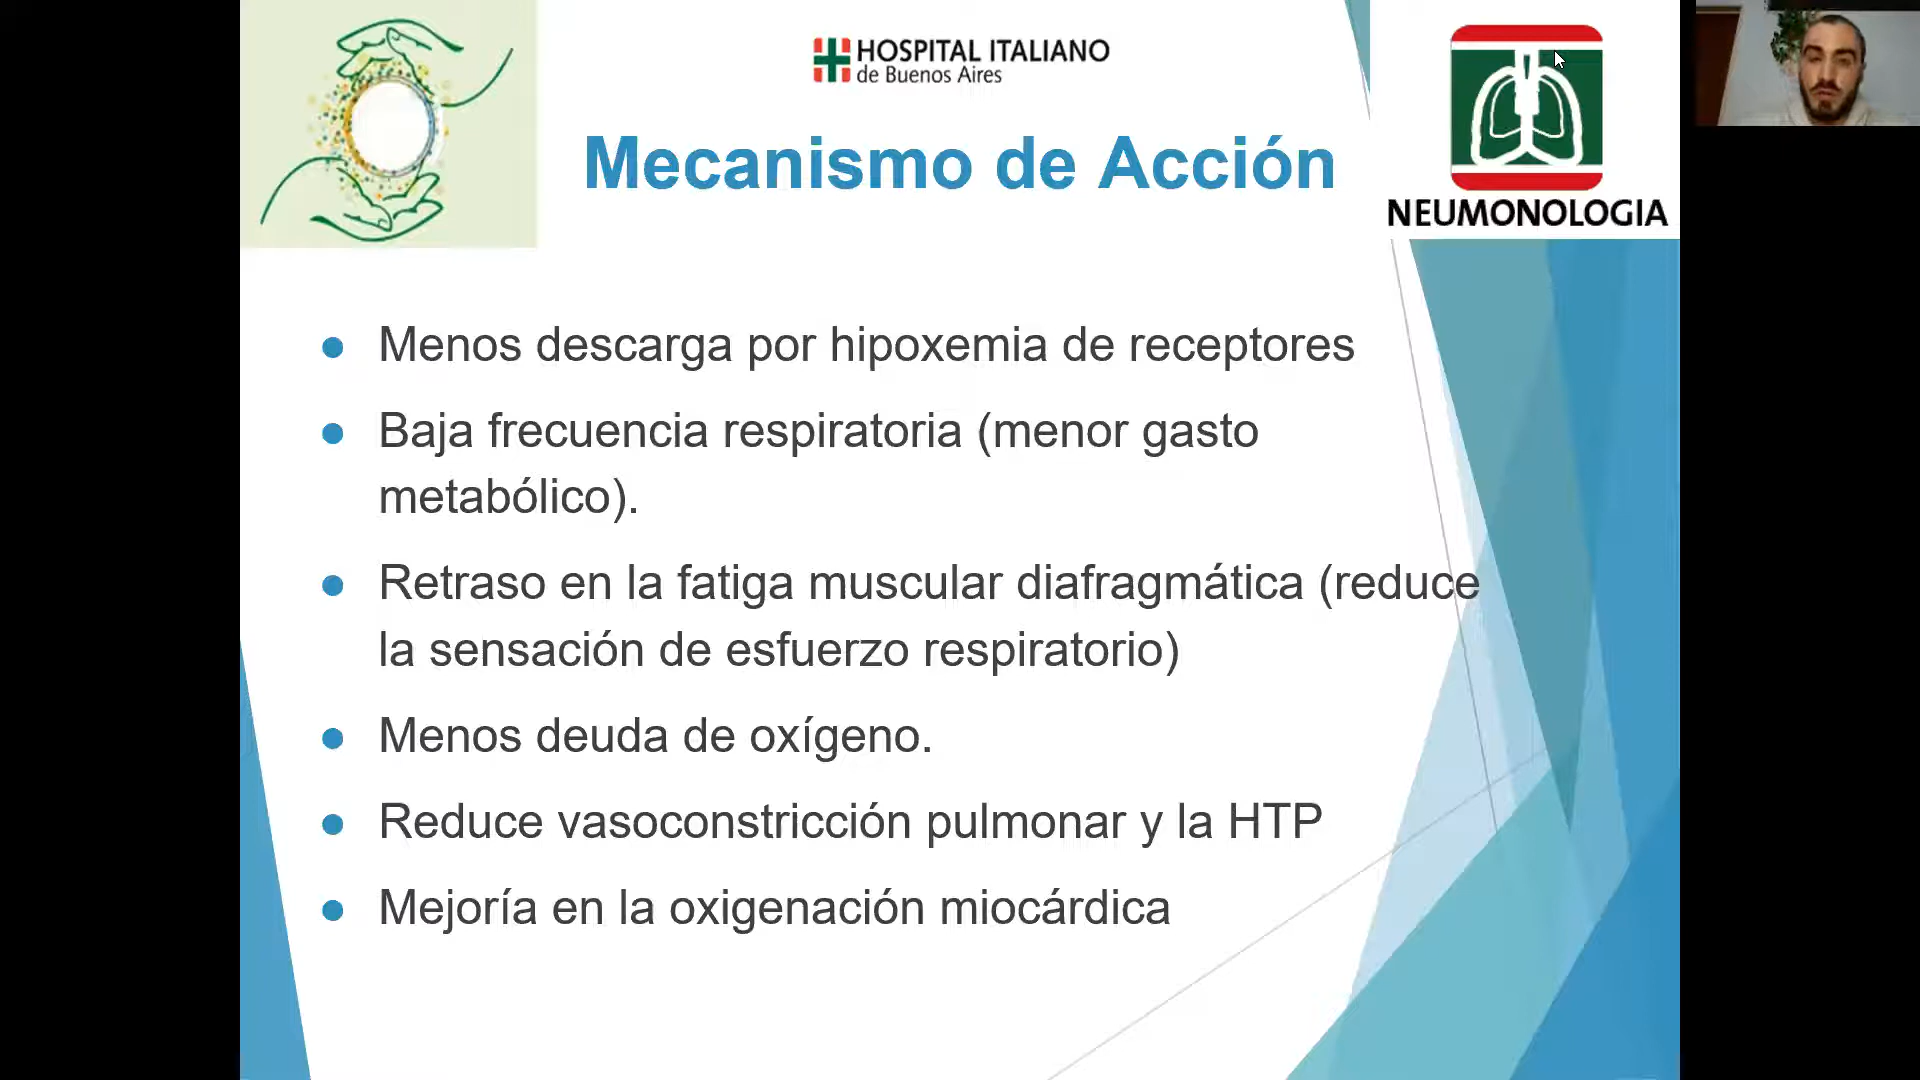 HOSPITAL ITALIANO
de Buenos Aires
Mecanismo de Acción
NEUMONOLOGIA
Menos descarga por hipoxemia de receptores
Baja frecuencia respiratoria (menor gasto
metabólico).
Retraso en la fatiga muscular diafragmática (reduce
la sensación de esfuerzo respiratorio)
Menos deuda de oxígeno.
Reduce vasoconstricción pulmonar y la HTP
Mejoría en la oxigenación miocárdica